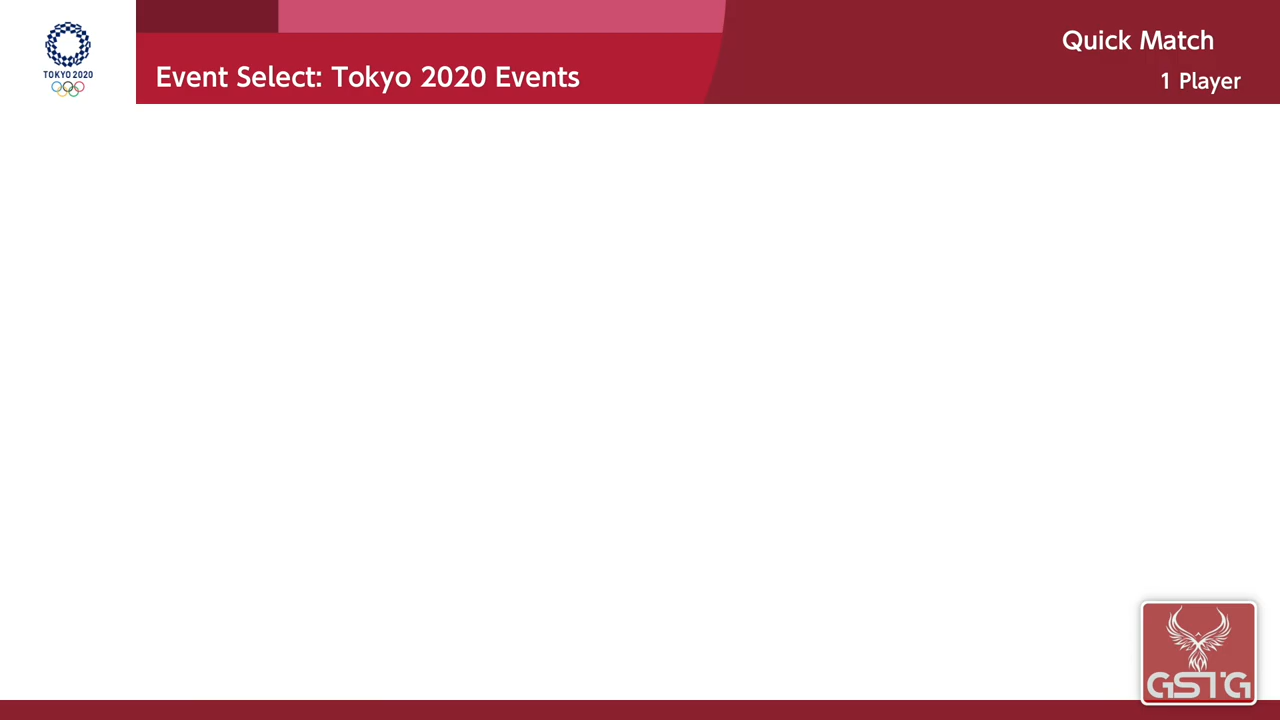 TOKYO 2020
Event Select: Tokyo 2020 Events
Quick Match
1 Player
GSTG